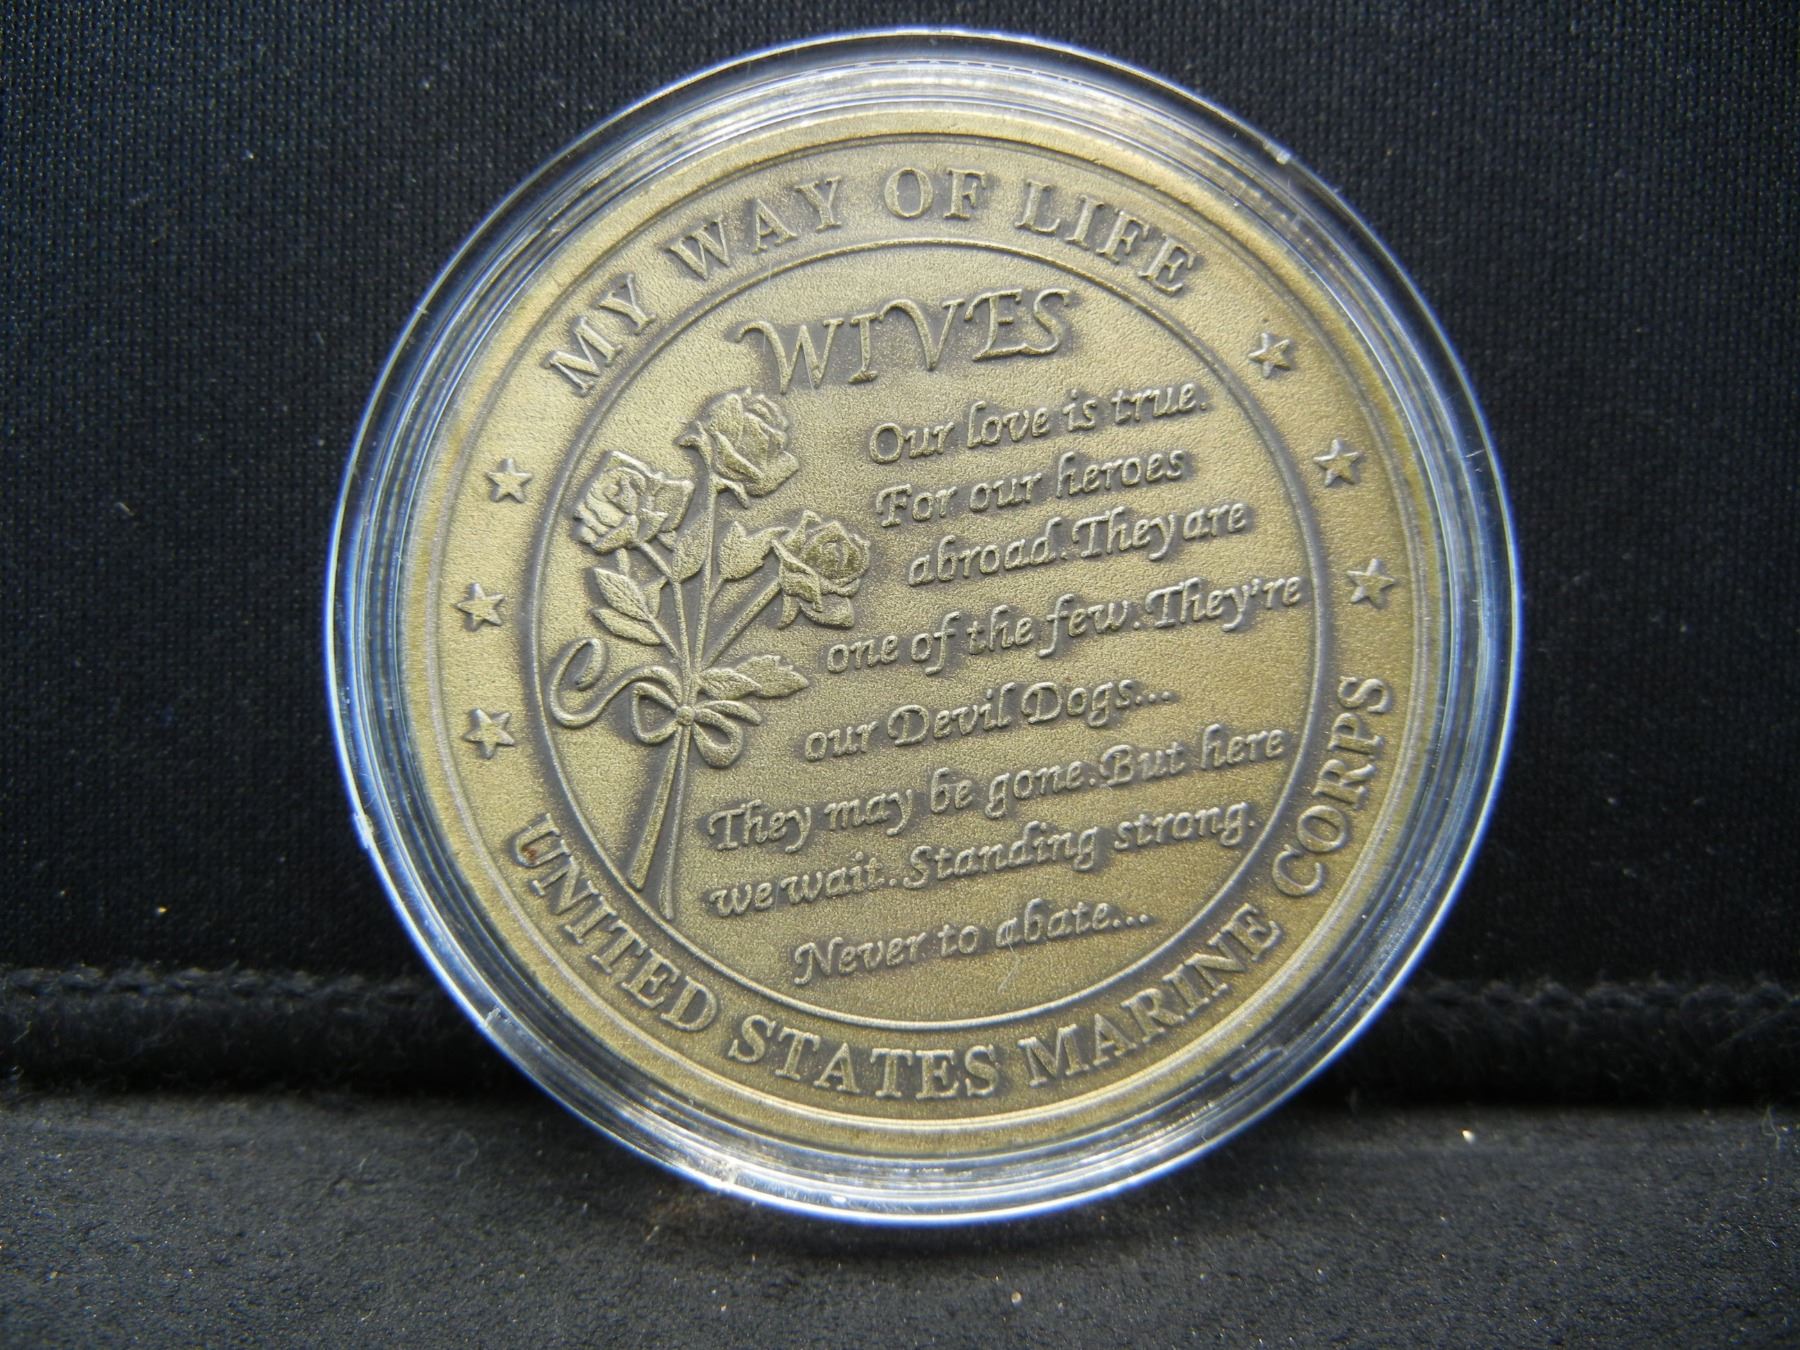 MY WAY OF LIFE
WIVES
Our love is true.
For our heroes
abroad.They are
one of the few.They're
our Devil Dogs...
They may be gone.But here
we wait..Standing strong.
Never to abate...
UNITED STATES MARINE CORPS